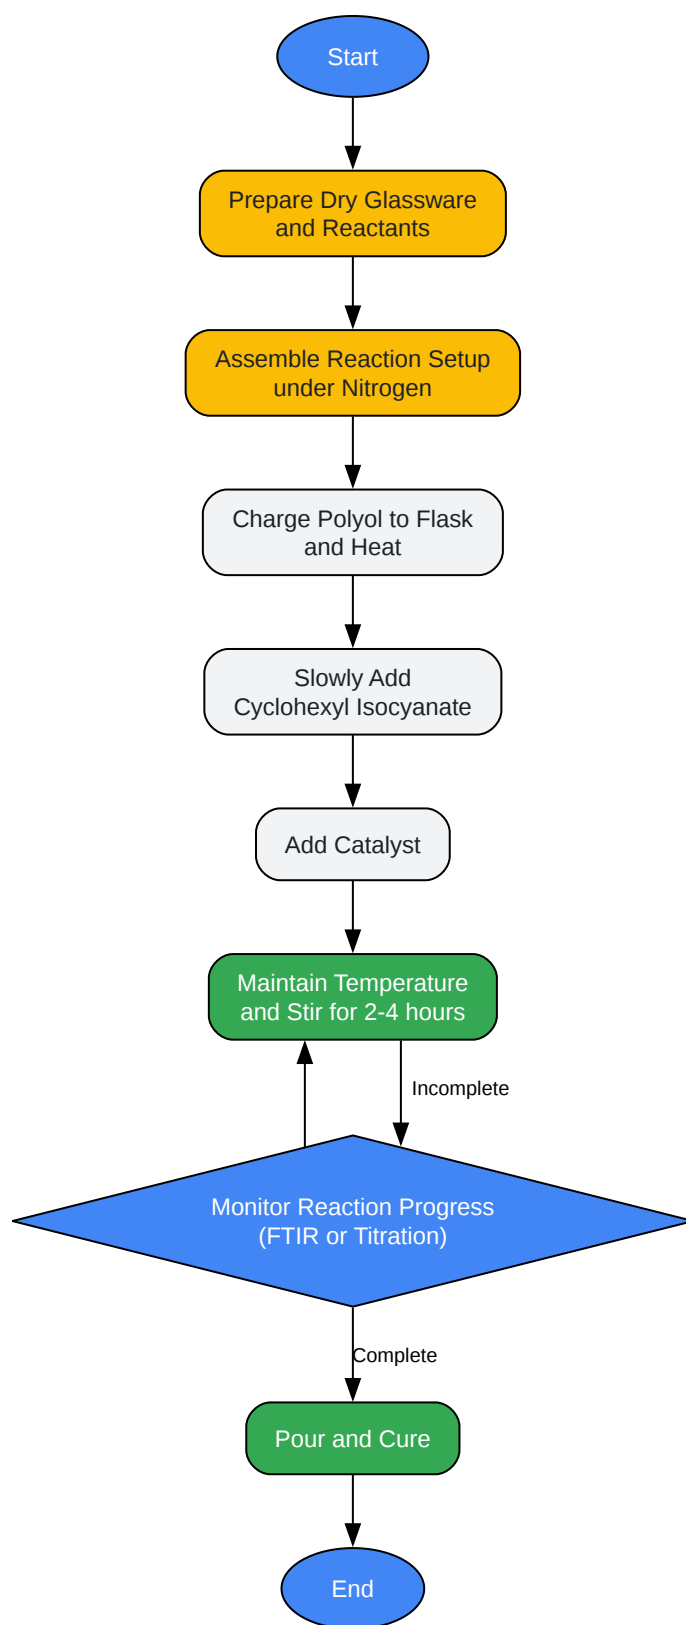 Start
Prepare Dry Glassware
and Reactants
Assemble Reaction Setup
under Nitrogen
Charge Polyol to Flask
and Heat
Slowly Add
Cyclohexyl Isocyanate
Add Catalyst
Maintain Temperature
and Stir for 2-4 hours
Incomplete
Monitor Reaction Progress
(FTIR or Titration)
Complete
Pour and Cure
End